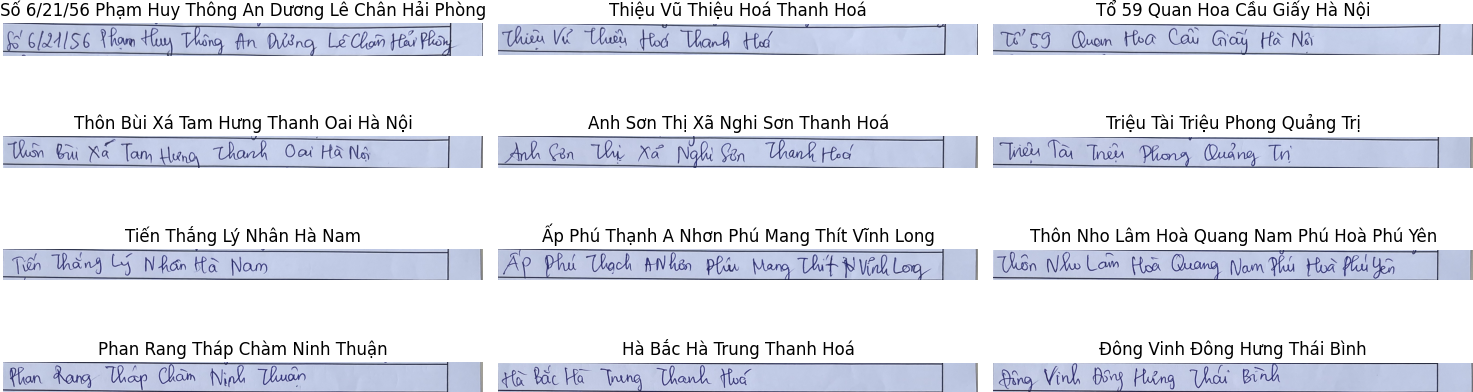 Số 6/21/56 Phạm Huy Thông An Dương Lê Chân Hải Phòng
Thiệu Vũ Thiệu Hoá Thanh Hoá
Tổ 59 Quan Hoa Cầu Giấy Hà Nội
Số 6/21/56 Phạm Huy Thông An Dương Lê Chân Hải Phòng
Thiệu Vũ Thiệu Hoá Thanh Hoá
Tổ 59 Quan Hoa Cầu Giấy Hà Nội
Thôn Bùi Xá Tam Hưng Thanh Oai Hà Nội
Anh Sơn Thị Xã Nghi Sơn Thanh Hoá
Triệu Tài Triệu Phong Quảng Trị
Thôn Bùi Xá Tam Hưng Thanh Oai Hà Nội
Anh Sơn Thị Xã Nghi Sơn Thanh Hoá
Triệu Tài Triệu Phong Quảng Trị
Tiến Thắng Lý Nhân Hà Nam
Ấp Phú Thạnh A Nhơn Phú Mang Thít Vĩnh Long
Thôn Nho Lâm Hoà Quang Nam Phú Hoà Phú Yên
Tiến Thắng Lý Nhân Hà Nam
Ấp Phú Thạch A Nhơn Phú Mang Thít Vĩnh Long
Thôn Nho Lâm Hoà Quang Nam Phú Hoà Phú Yên
Phan Rang Tháp Chàm Ninh Thuận
Hà Bắc Hà Trung Thanh Hoá
Đông Vinh Đông Hưng Thái Bình
Phan Rang Tháp Chàm Ninh Thuận
Hà Bắc Hà Trung Thanh Hoá
Đông Vinh Đông Hưng Thái Bình